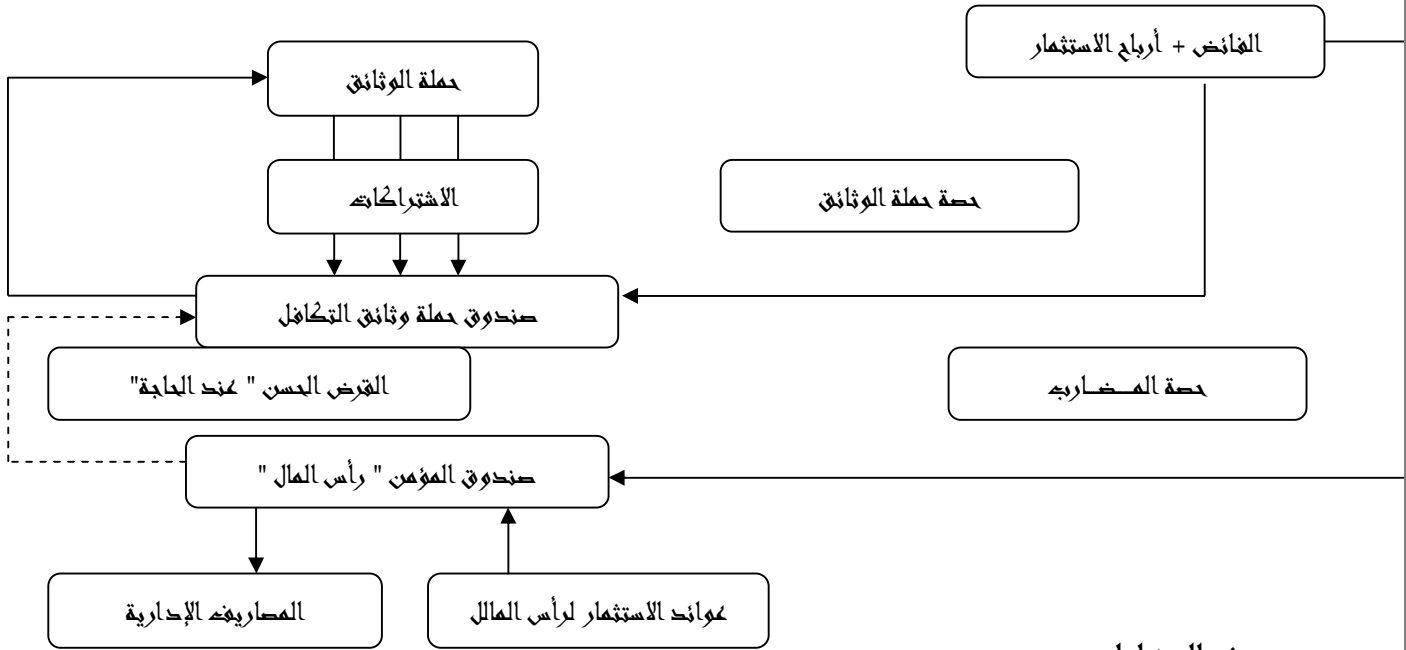 الفائض + أرباح الاستثمار
حملة الوثائق
الاشتراكات
حصة حملة الوثائق
صندوق حملة وثائق التكافل
القرض الحسن " عند الحاجة"
حصة المــضــارب
صندوق المؤمن " رأس المال "
عوائد الاستثمار لرأس المالل
المصاريف الإدارية